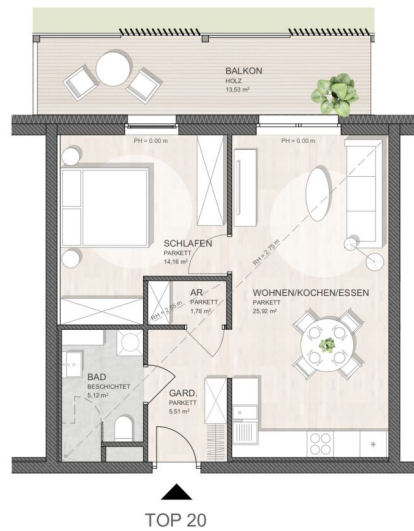 BALKON
HOLZ
13,53 m²
PH = 0.00 m
PH = 0.00 m
SCHLAFEN
PARKETT
14,16 m²
RH = 2.75 m
AR
PARKETT
1,78 m²
WOHNEN/KOCHEN/ESSEN
PARKETT
25,92 m²
BAD
BESCHICHTET
5,12 m²
GARD.
PARKETT
5,51 m²
TOP 20